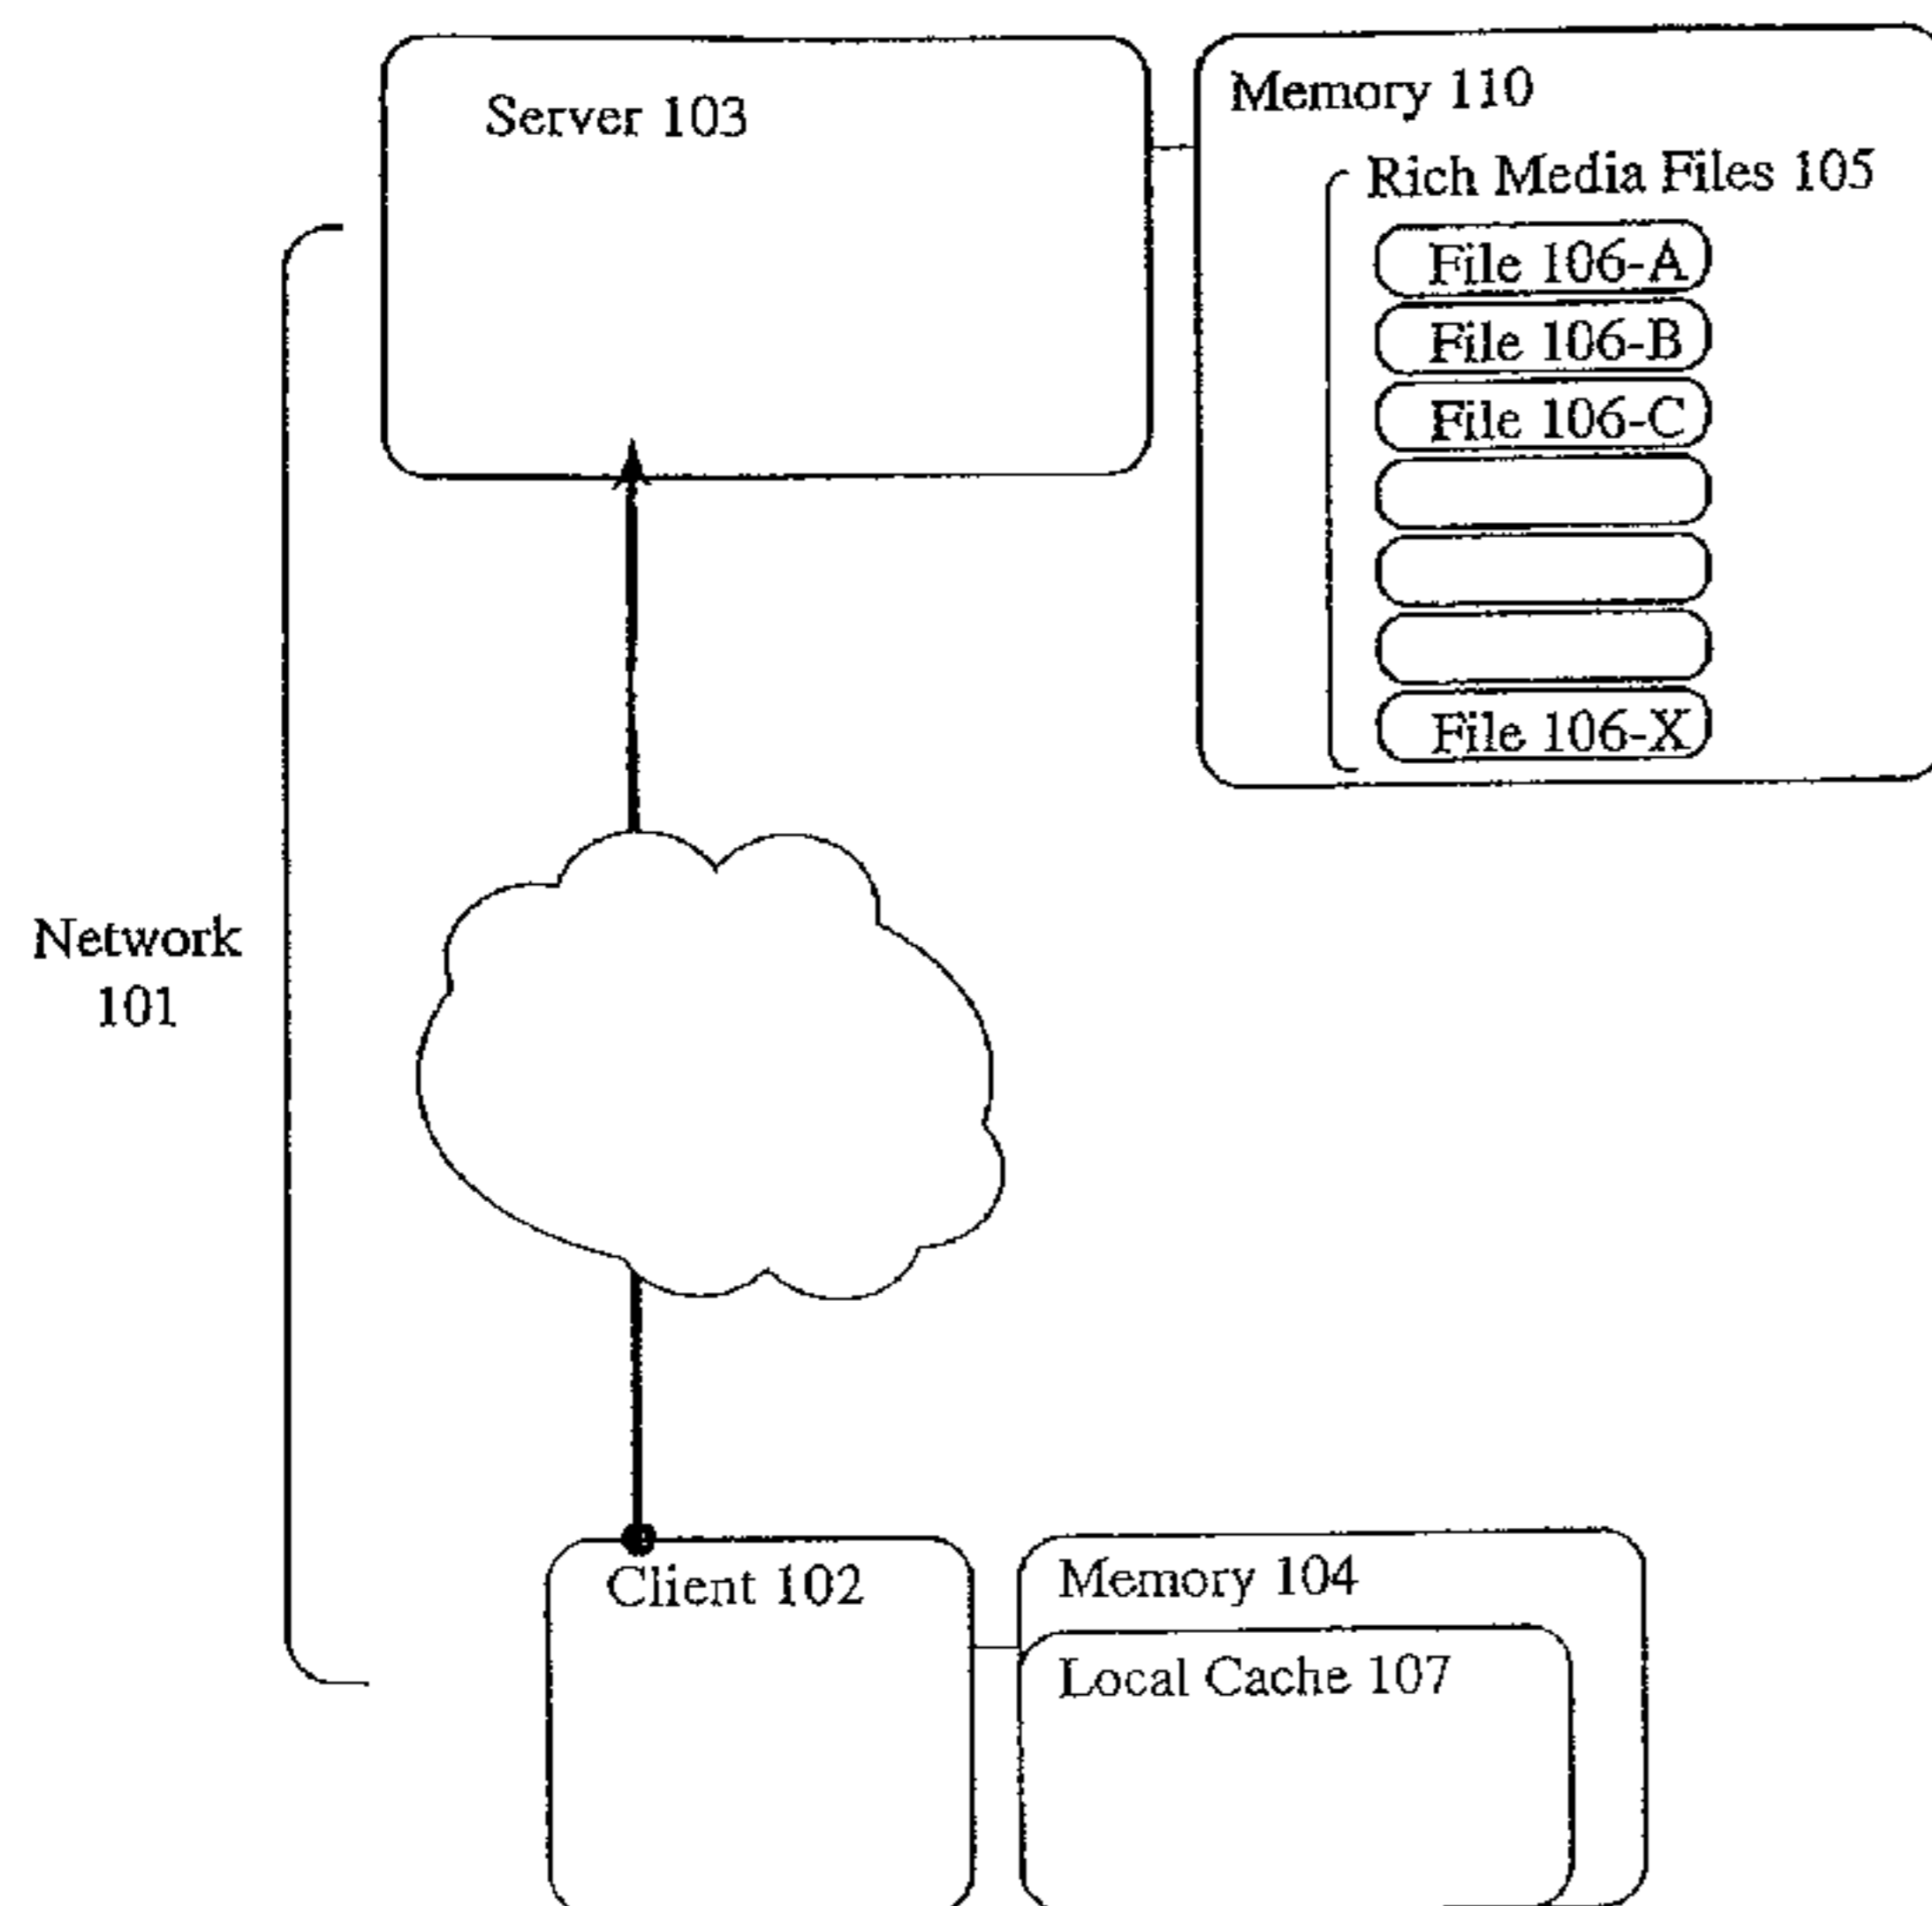 Server 103
Memory 110
Rich Media Files 105
File 106-A
File 106-B
File 106-C
File 106-X
Network
101
Client 102
Memory 104
Local Cache 107